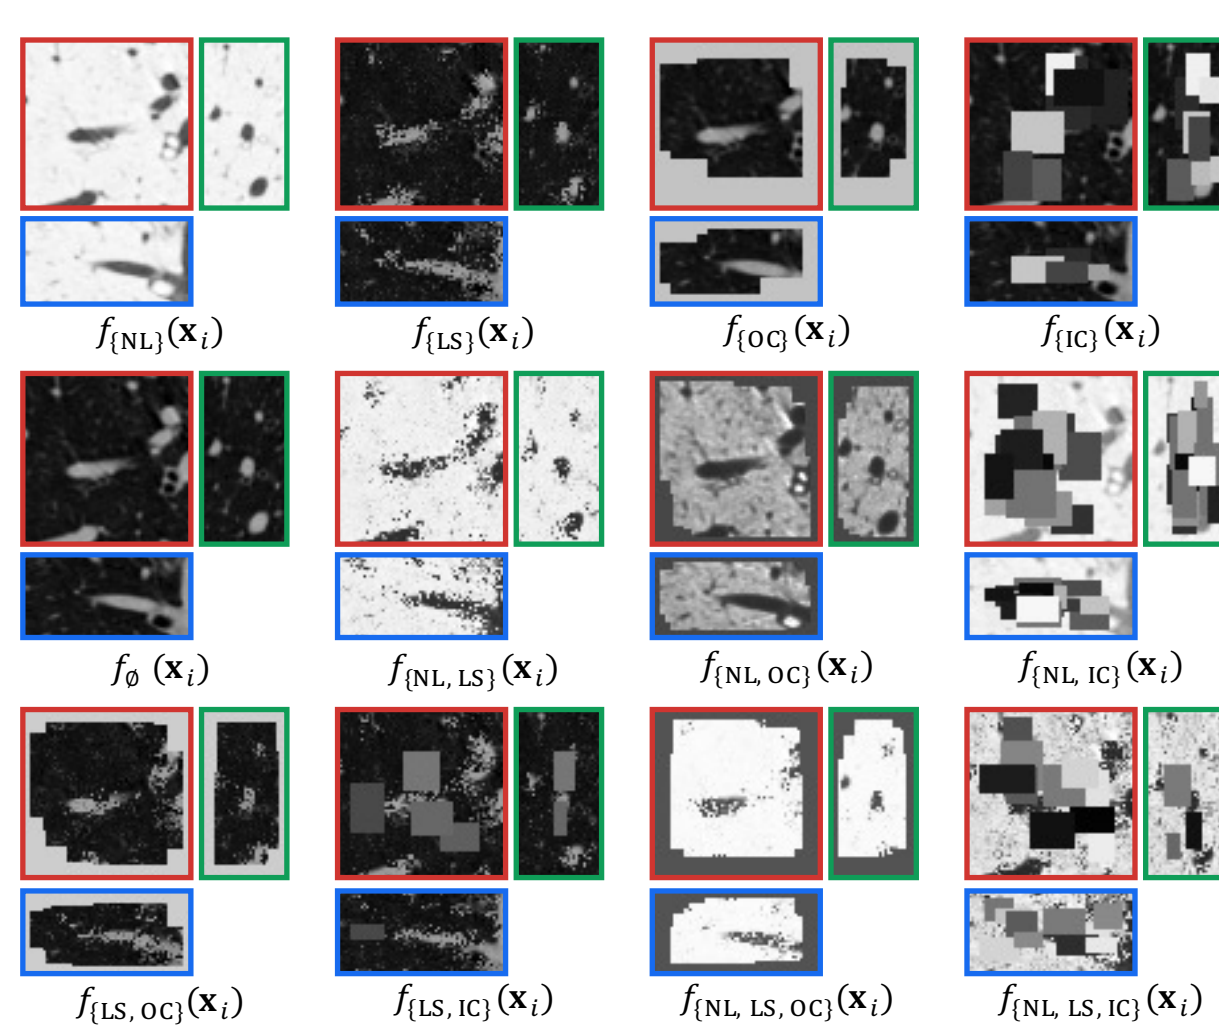 f{NL}(xᵢ) f{LS}(xᵢ) f{OC}(xᵢ) f{IC}(xᵢ)
f∅ (xᵢ) f{NL, LS}(xᵢ) f{NL, OC}(xᵢ) f{NL, IC}(xᵢ)
f{LS, OC}(xᵢ) f{LS, IC}(xᵢ) f{NL, LS, OC}(xᵢ) f{NL, LS, IC}(xᵢ)